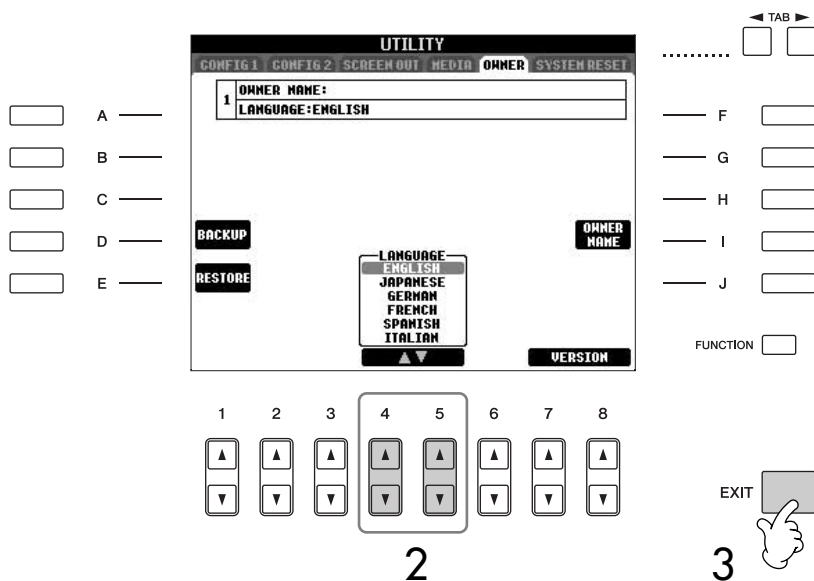 ◄ TAB ►
UTILITY
CONFIG 1 CONFIG 2 SCREEN OUT MEDIA OWNER SYSTEM RESET
1 OWNER NAME:
LANGUAGE:ENGLISH
A
B
C
D
E
F
G
H
I
J
BACKUP
RESTORE
OWNER
NAME
LANGUAGE
ENGLISH
JAPANESE
GERMAN
FRENCH
SPANISH
ITALIAN
▲▼
VERSION
FUNCTION
1 2 3 4 5 6 7 8
EXIT
2
3